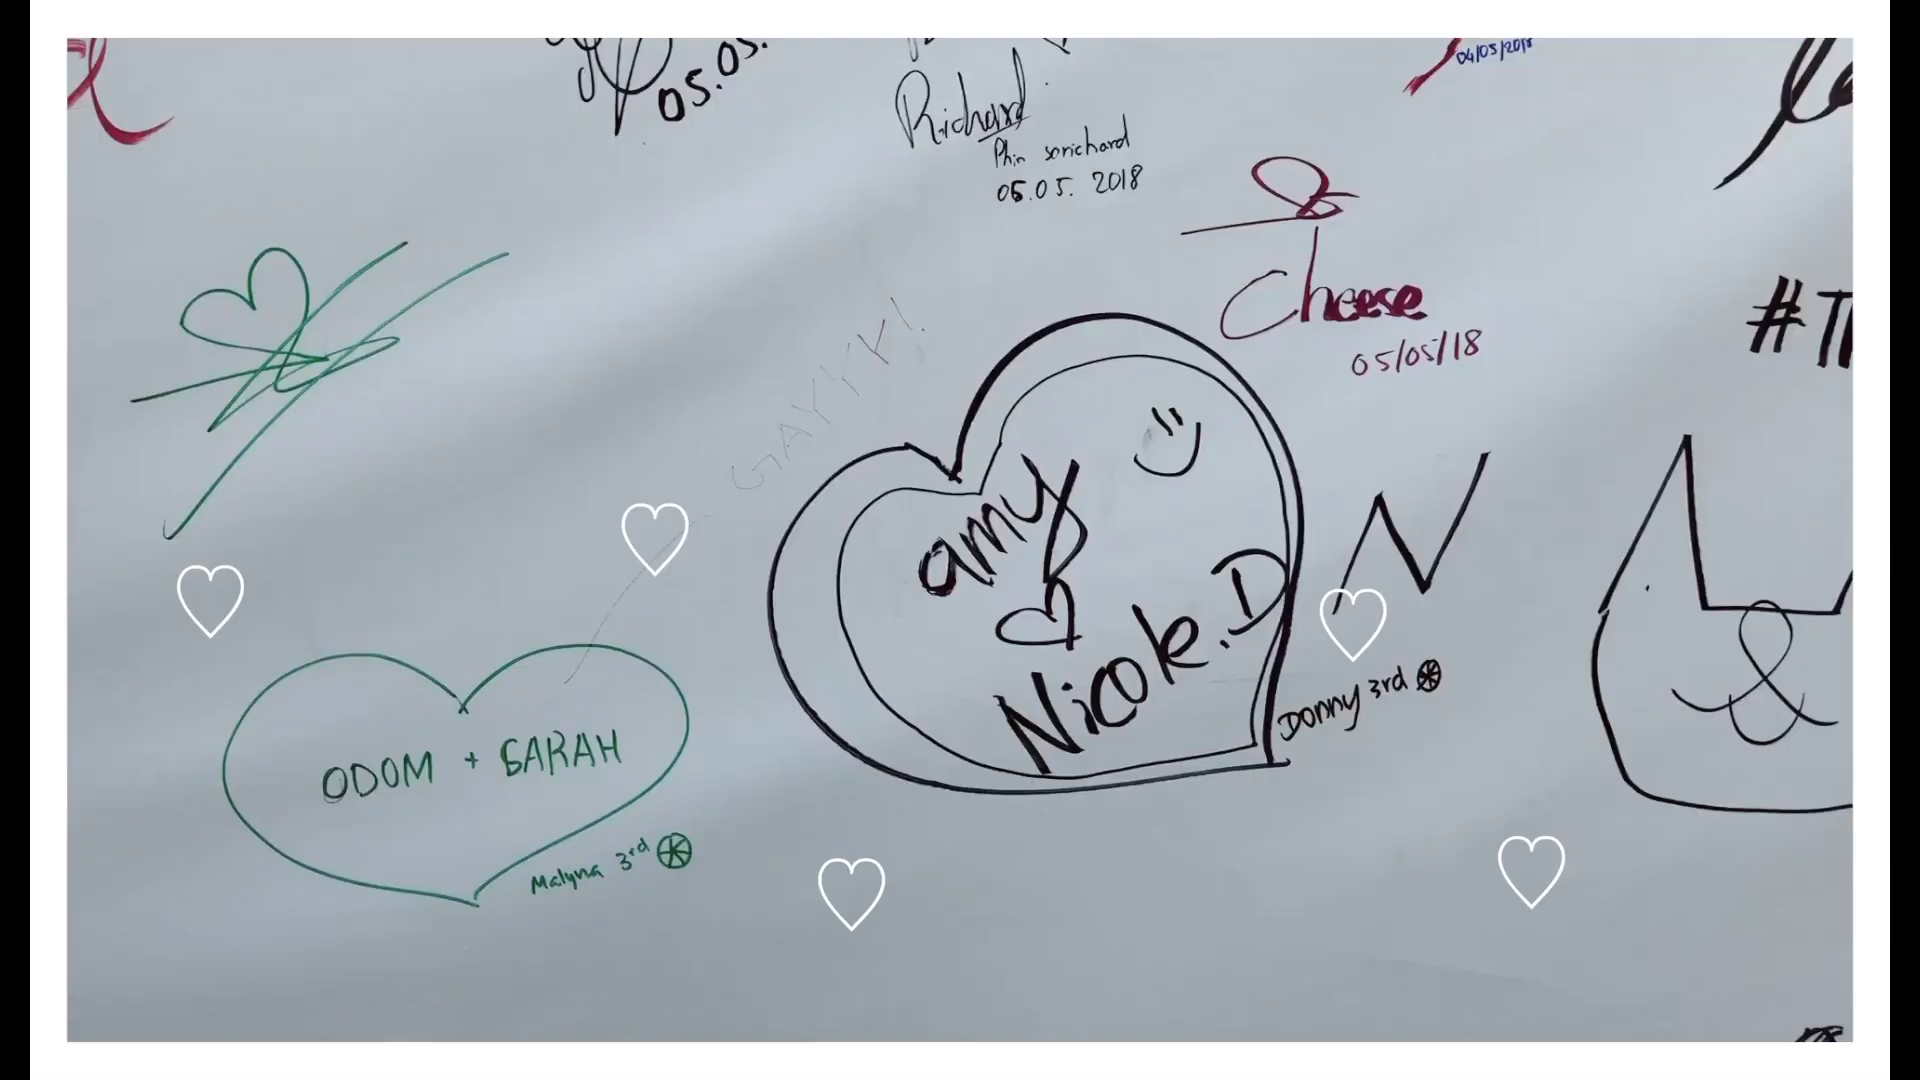 05.05.
04/05/2018
Richard
Phin sorichard
05.05. 2018
Cheese
05/05/18
GAYYY!
amy
Nicole.D
N
Donny 3rd
ODOM + SARAH
Malyna 3rd